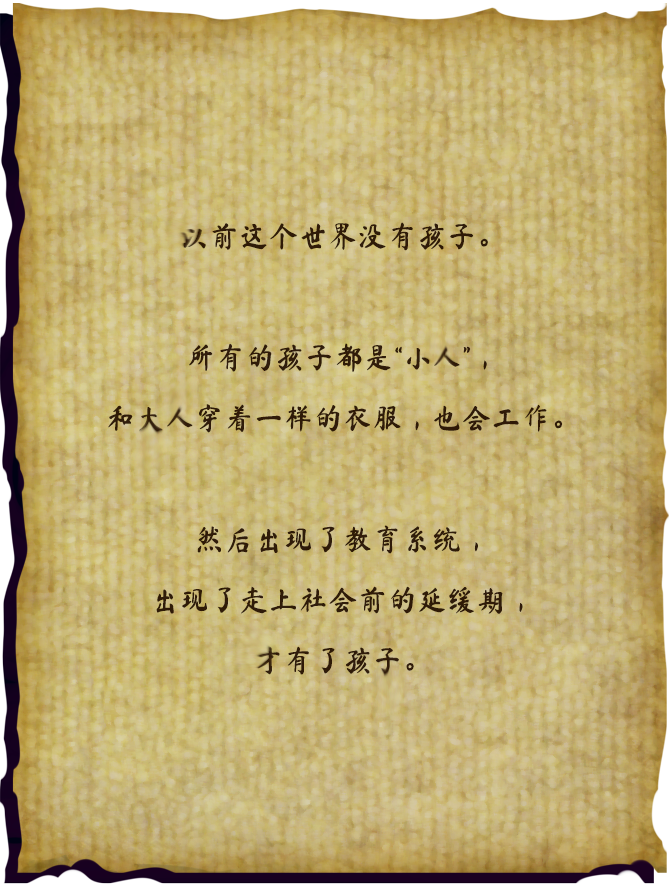 以前这个世界没有孩子。
所有的孩子都是“小人”，
和大人穿着一样的衣服，也会工作。
然后出现了教育系统，
出现了走上社会前的延缓期，
才有了孩子。